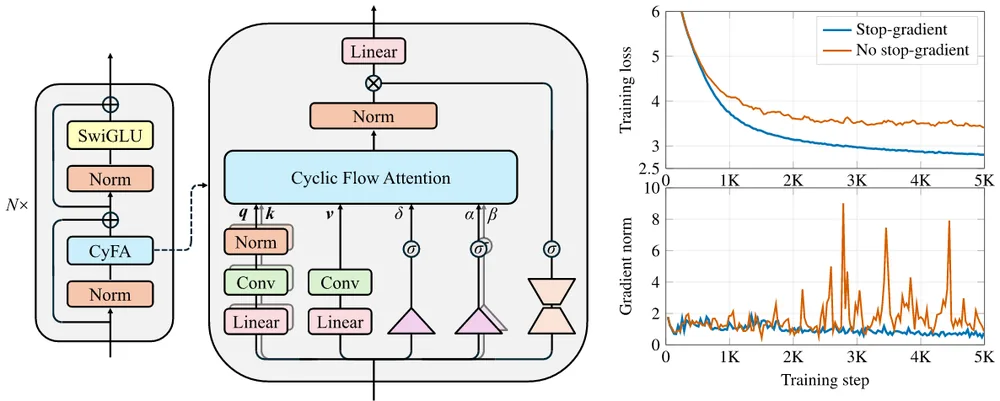 N×
SwiGLU
Norm
CyFA
Norm
Linear
Norm
Cyclic Flow Attention
q k v δ α β
Norm σ σ σ
Conv Conv
Linear Linear
6
5
4
3
2.5
Training loss
Stop-gradient
No stop-gradient
0 1K 2K 3K 4K 5K
10
8
6
4
2
0
Gradient norm
0 1K 2K 3K 4K 5K
Training step